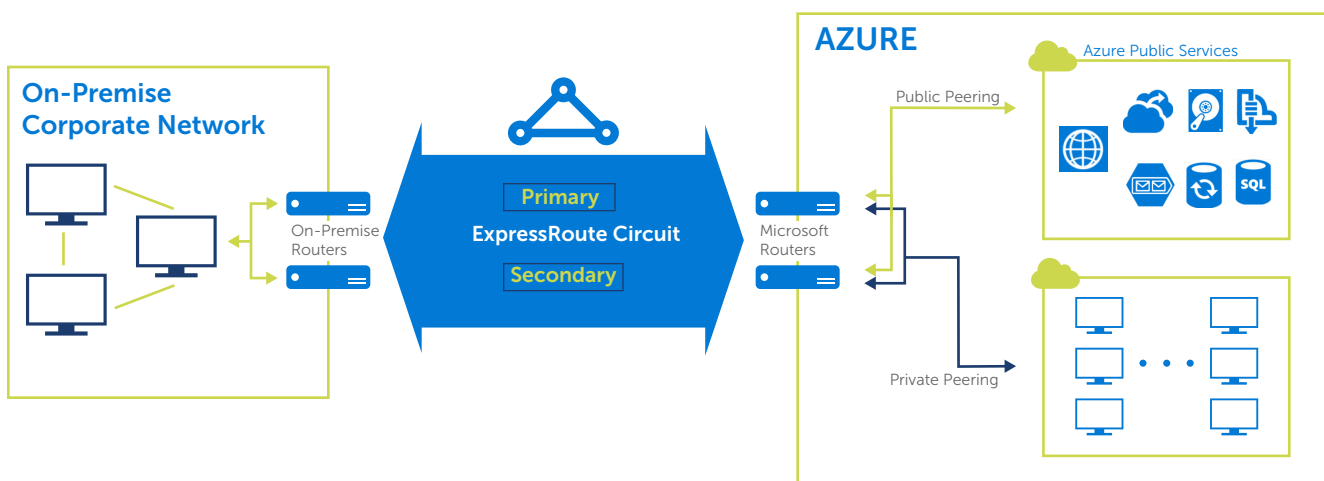 On-Premise
Corporate Network
On-Premise
Routers
Primary
ExpressRoute Circuit
Secondary
AZURE
Microsoft
Routers
Public Peering
Private Peering
Azure Public Services
SQL